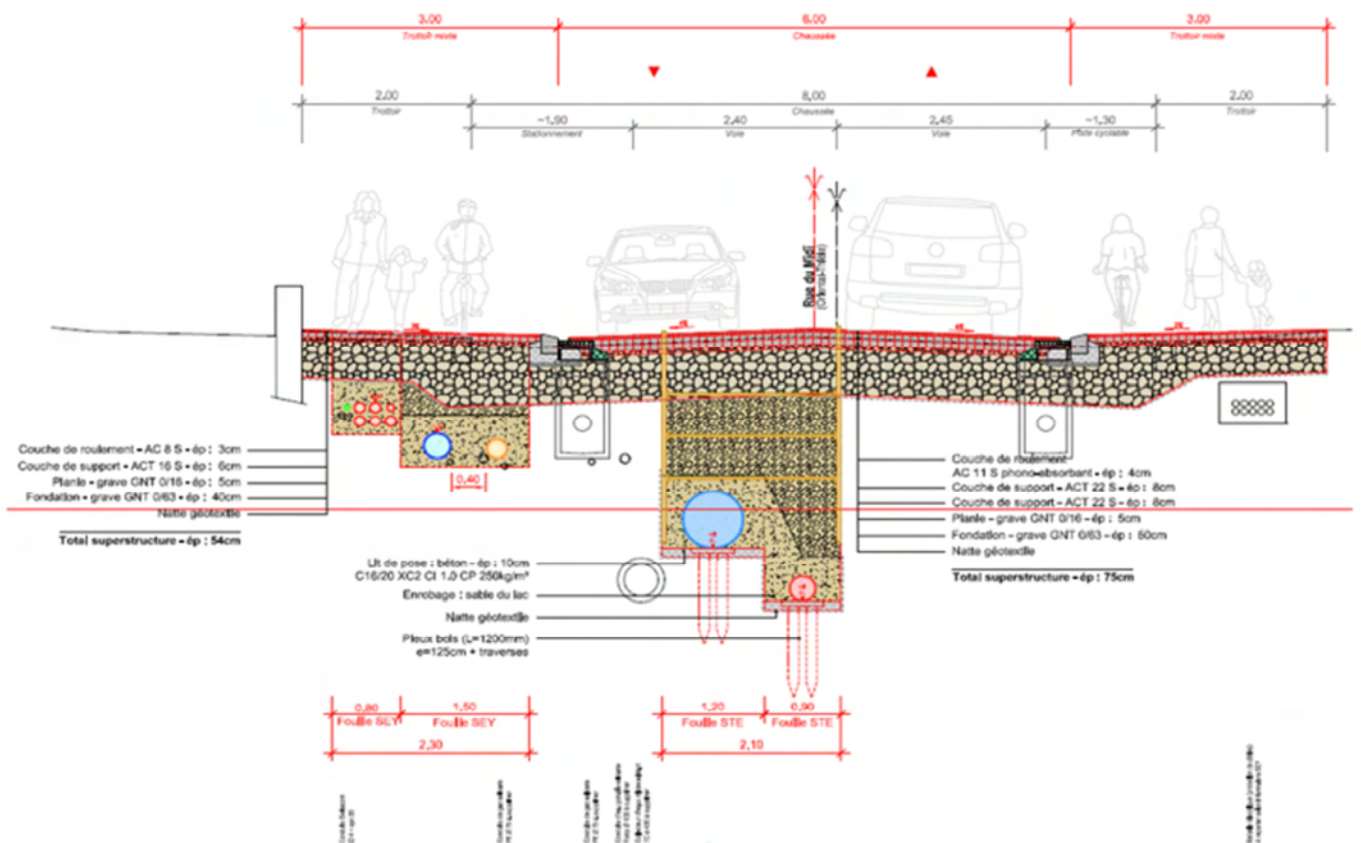 3.00
6.00
3.00
Trottoir mixte
Chaussée
Trottoir mixte
2.00
8,00
2.00
Trottoir
Chaussée
Trottoir
~1,90
2,40
2,45
~1,30
Stationnement
Voie
Voie
Piste cyclable
Rue du Midi
Couche de roulement - AC 8 S - ép : 3cm
Couche de support - ACT 16 S - ép : 6cm
Planie - grave GNT 0/16 - ép : 5cm
Fondation - grave GNT 0/63 - ép : 40cm
Natte géotextile
Total superstructure - ép : 54cm
0,40
Couche de roulement
AC 11 S phono-absorbant - ép : 4cm
Couche de support - ACT 22 S - ép : 8cm
Couche de support - ACT 22 S - ép : 8cm
Planie - grave GNT 0/16 - ép : 5cm
Fondation - grave GNT 0/63 - ép : 50cm
Natte géotextile
Total superstructure - ép : 75cm
Lit de pose : béton - ép : 10cm
C16/20 XC2 Cl 1.0 CP 250kg/m³
Enrobage : sable du lac
Natte géotextile
Pieux bois (L=1200mm)
e=125cm + traverses
0,80
1,50
1,20
0,90
Fouille SEY
Fouille SEY
Fouille STE
Fouille STE
2,30
2,10